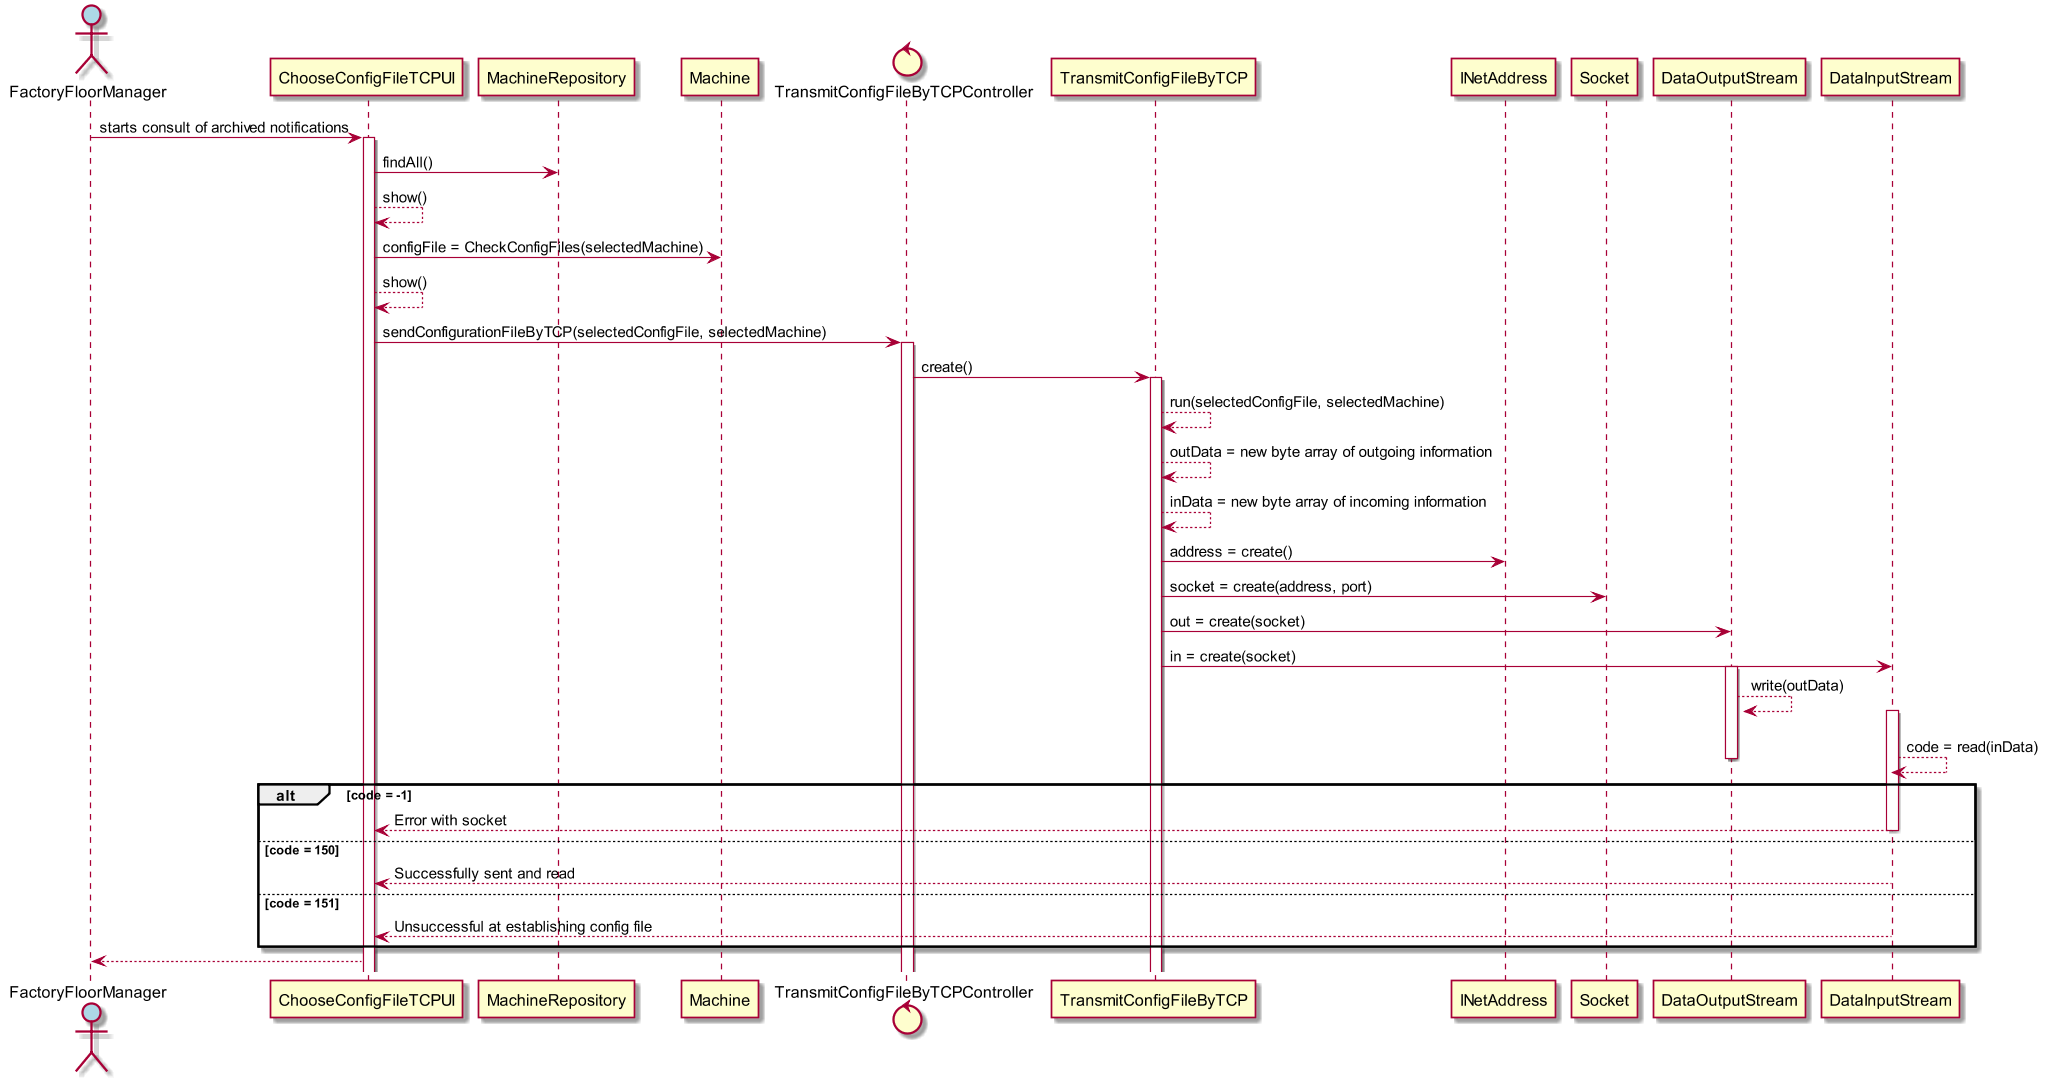 FactoryFloorManager
ChooseConfigFileTCPUI
MachineRepository
Machine
TransmitConfigFileByTCPController
TransmitConfigFileByTCP
INetAddress
Socket
DataOutputStream
DataInputStream
starts consult of archived notifications
findAll()
show()
configFile = CheckConfigFiles(selectedMachine)
show()
sendConfigurationFileByTCP(selectedConfigFile, selectedMachine)
create()
run(selectedConfigFile, selectedMachine)
outData = new byte array of outgoing information
inData = new byte array of incoming information
address = create()
socket = create(address, port)
out = create(socket)
in = create(socket)
write(outData)
code = read(inData)
alt [code = -1]
Error with socket
[code = 150]
Successfully sent and read
[code = 151]
Unsuccessful at establishing config file
FactoryFloorManager
ChooseConfigFileTCPUI
MachineRepository
Machine
TransmitConfigFileByTCPController
TransmitConfigFileByTCP
INetAddress
Socket
DataOutputStream
DataInputStream